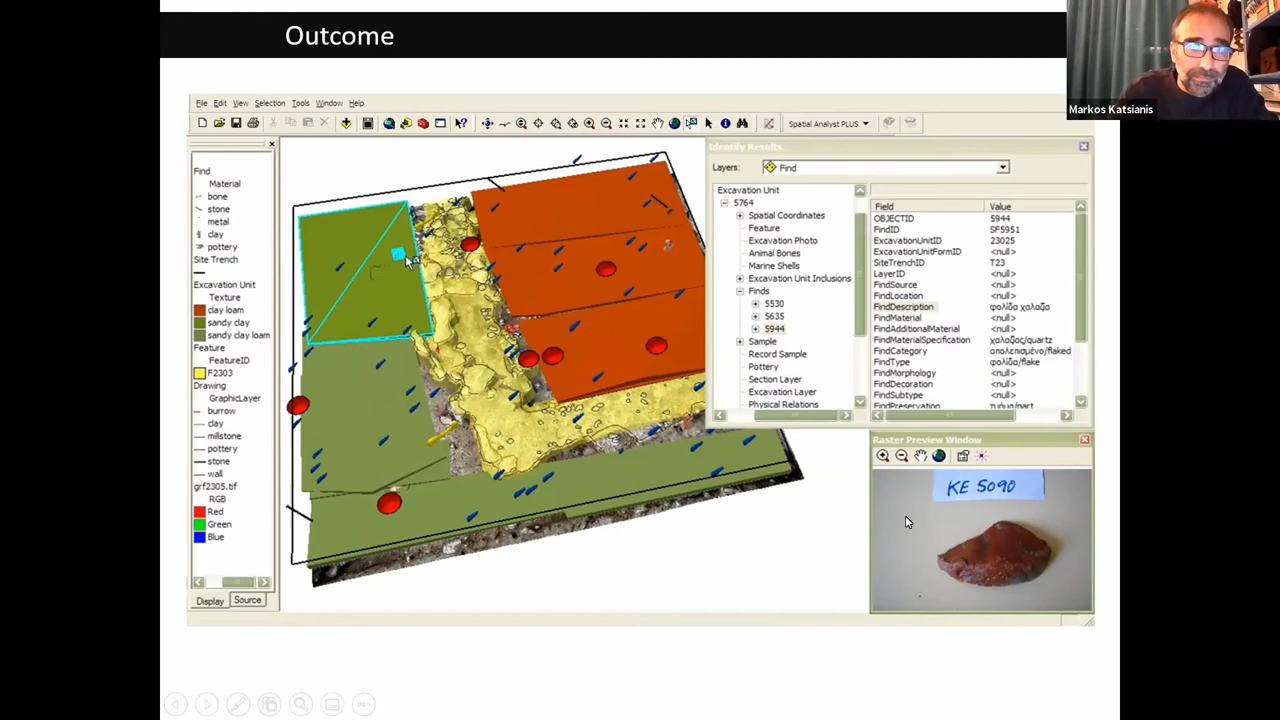 Outcome
Markos Katsianis
File Edit View Selection Tools Window Help
Spatial Analyst PLUS
Find
Material
bone
stone
metal
clay
pottery
Site Trench
Excavation Unit
Texture
clay loam
sandy clay
sandy clay loam
Feature
FeatureID
F2303
Drawing
GraphicLayer
burrow
clay
millstone
pottery
stone
wall
grf2305.tif
RGB
Red
Green
Blue
Display Source
Identify Results
Layers: Find
Excavation Unit
5764
Spatial Coordinates
Feature
Excavation Photo
Animal Bones
Marine Shells
Excavation Unit Inclusions
Finds
5530
5635
5944
Sample
Record Sample
Pottery
Section Layer
Excavation Layer
Physical Relations
Field Value
OBJECTID 5944
FindID SF5951
ExcavationUnitID 23025
ExcavationUnitFormID <null>
SiteTrenchID T23
LayerID <null>
FindSource <null>
FindLocation <null>
FindDescription φολίδα χαλαζία
FindMaterial <null>
FindAdditionalMaterial <null>
FindMaterialSpecification χαλαζίας/quartz
FindCategory απολεπισμένο/flaked
FindType φολίδα/flake
FindMorphology <null>
FindDecoration <null>
FindSubtype <null>
FindPreservation τμήμα/part
Raster Preview Window
KE 5090